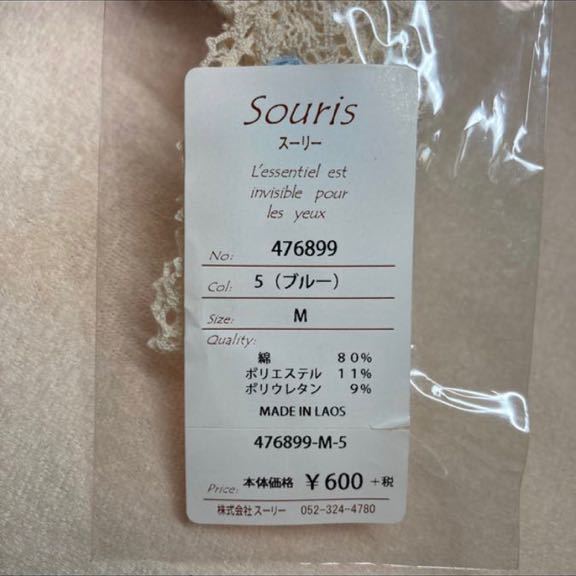 Souris
スーリー
L'essentiel est
invisible pour
les yeux
No: 476899
Col: 5（ブルー）
Size: M
Quality:
綿 80%
ポリエステル 11%
ポリウレタン 9%
MADE IN LAOS
476899-M-5
Price: 本体価格 ¥600 +税
株式会社 スーリー 052-324-4780